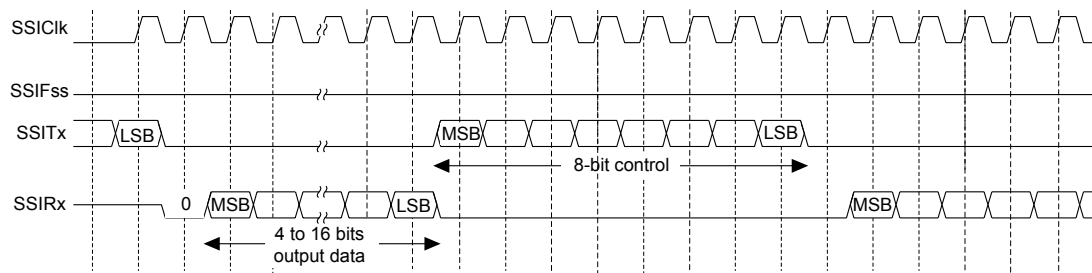 SSIClk
SSIFss
SSITx
LSB
MSB
LSB
8-bit control
SSIRx
0
MSB
LSB
MSB
4 to 16 bits
output data